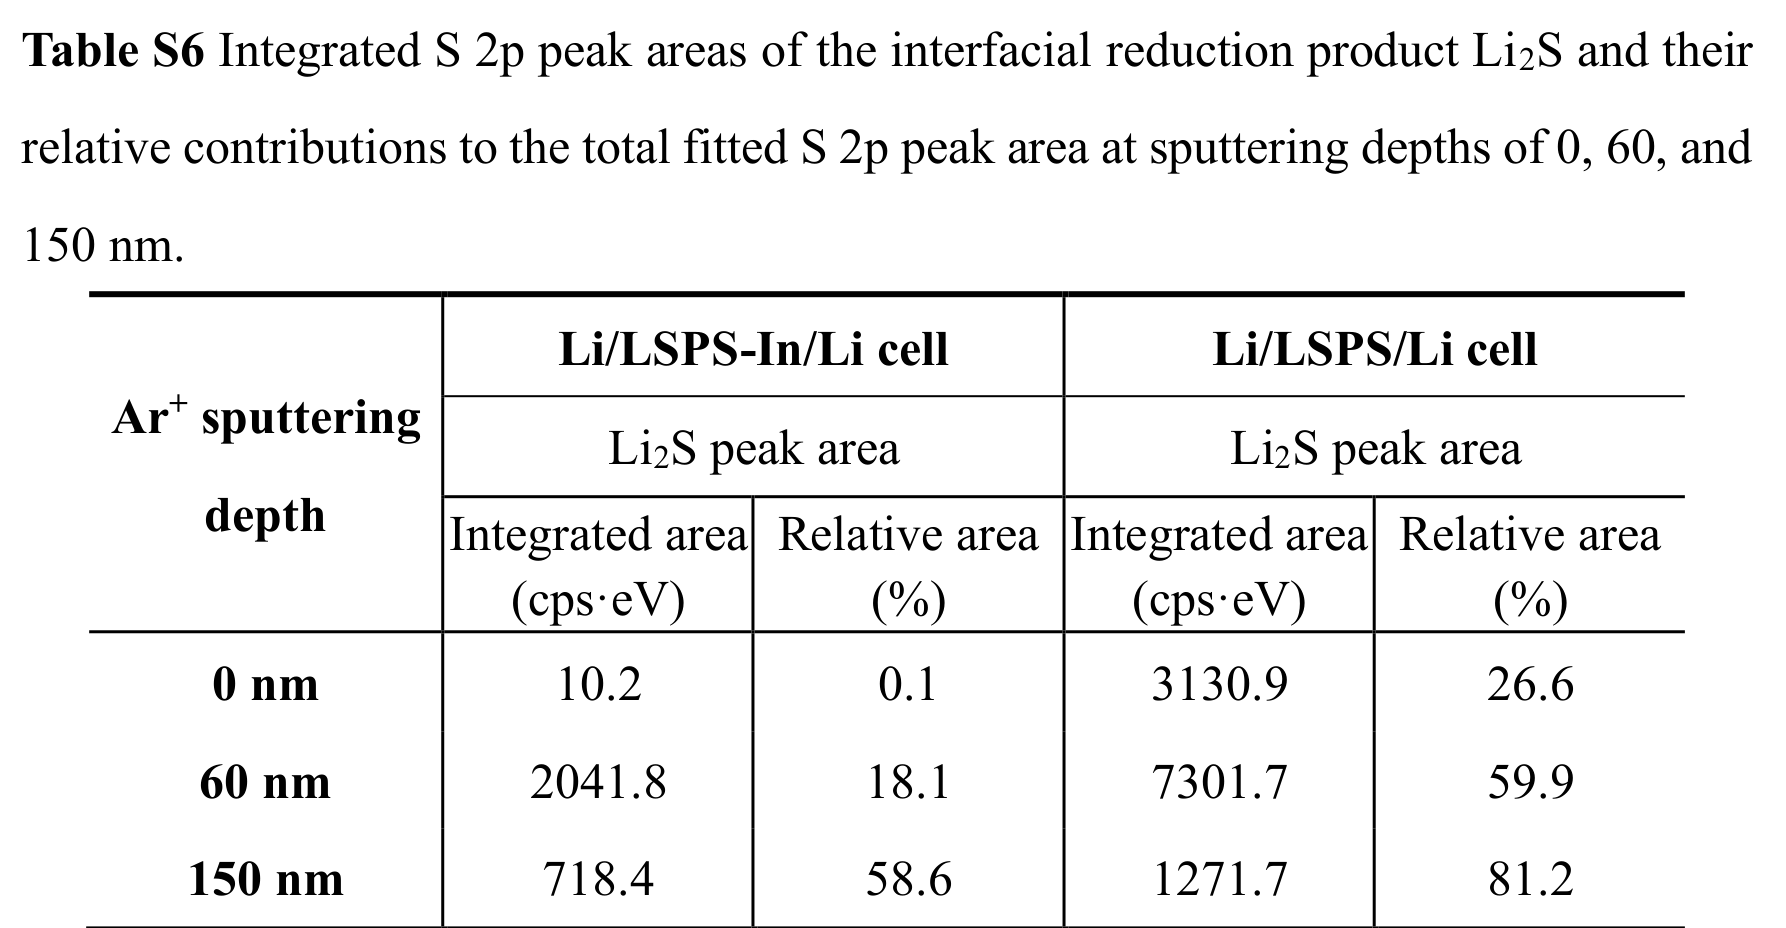 Table S6 Integrated S 2p peak areas of the interfacial reduction product Li₂S and their
relative contributions to the total fitted S 2p peak area at sputtering depths of 0, 60, and
150 nm.
Ar⁺ sputtering depth
Li/LSPS-In/Li cell Li/LSPS/Li cell
Li₂S peak area Li₂S peak area
Integrated area Relative area Integrated area Relative area
(cps·eV) (%) (cps·eV) (%)
0 nm 10.2 0.1 3130.9 26.6
60 nm 2041.8 18.1 7301.7 59.9
150 nm 718.4 58.6 1271.7 81.2